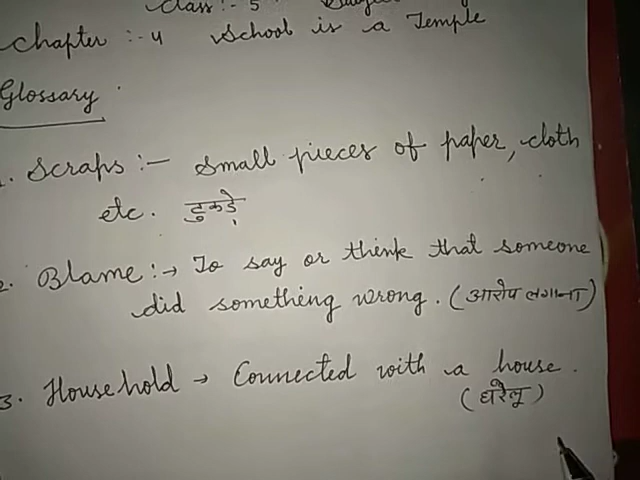 Class :- 5
Chapter :- 4 School is a Temple
Glossary
1. Scraps :- Small pieces of paper, cloth
etc. टुकड़े
2. Blame :→ To say or think that someone
did something wrong. (आरोप लगाना)
3. Household → Connected with a house.
(घरेलू)